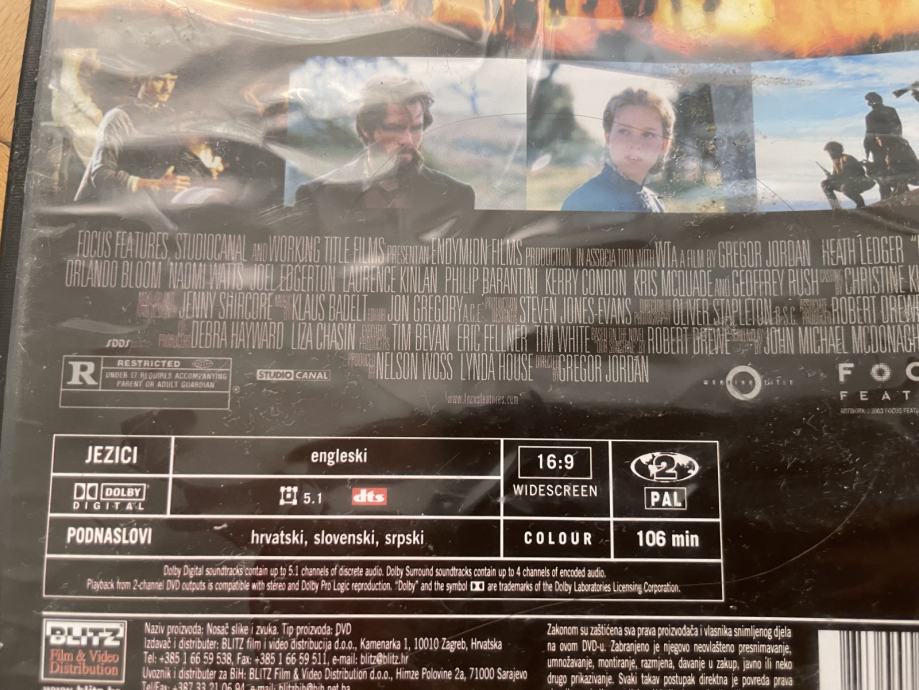 FOCUS FEATURES, STUDIOCANAL AND WORKING TITLE FILMS PRESENT AN ENDYMION FILMS PRODUCTION IN ASSOCIATION WITH WTA A FILM BY GREGOR JORDAN HEATH LEDGER
ORLANDO BLOOM NAOMI WATTS JOEL EDGERTON LAURENCE KINLAN PHILIP BARANTINI KERRY CONDON KRIS MCQUADE AND GEOFFREY RUSH CHRISTINE
JENNY SHIRCORE KLAUS BADELT JON GREGORY A.C.E. STEVEN JONES-EVANS OLIVER STAPLETON B.S.C. ROBERT DREW
DEBRA HAYWARD LIZA CHASIN TIM BEVAN ERIC FELLNER TIM WHITE ROBERT DREWE JOHN MICHAEL MCDONAGH
SDDS
NELSON WOSS LYNDA HOUSE GREGOR JORDAN
R RESTRICTED
UNDER 17 REQUIRES ACCOMPANYING
PARENT OR ADULT GUARDIAN
STUDIO CANAL
WORKING TITLE
FOC
FEAT
www.focusfeatures.com
JEZICI engleski 16:9 WIDESCREEN 2 PAL
DOLBY DIGITAL 5.1 dts
PODNASLOVI hrvatski, slovenski, srpski COLOUR 106 min
Dolby Digital soundtracks contain up to 5.1 channels of discrete audio. Dolby Surround soundtracks contain up to 4 channels of encoded audio.
Playback from 2-channel DVD outputs is compatible with stereo and Dolby Pro Logic reproduction. "Dolby" and the symbol are trademarks of the Dolby Laboratories Licensing Corporation.
BLITZ
Film & Video
Distribution
Naziv proizvoda: Nosač slike i zvuka. Tip proizvoda: DVD
Izdavač i distributer: BLITZ film i video distribucija d.o.o., Kamenarka 1, 10010 Zagreb, Hrvatska
Tel: +385 1 66 59 538, Fax: +385 1 66 59 511, e-mail: blitz@blitz.hr
Uvoznik i distributer za BiH: BLITZ Film & Video Distribution d.o.o., Himze Polovine 2a, 71000 Sarajevo
Zakonom su zaštićena sva prava proizvođača i vlasnika snimljenog djela
na ovom DVD-u. Zabranjeno je njegovo neovlašteno presnimavanje,
umnožavanje, montiranje, razmjena, davanje u zakup, javno ili neko
drugo prikazivanje. Svaki takav postupak direktna je povreda prava